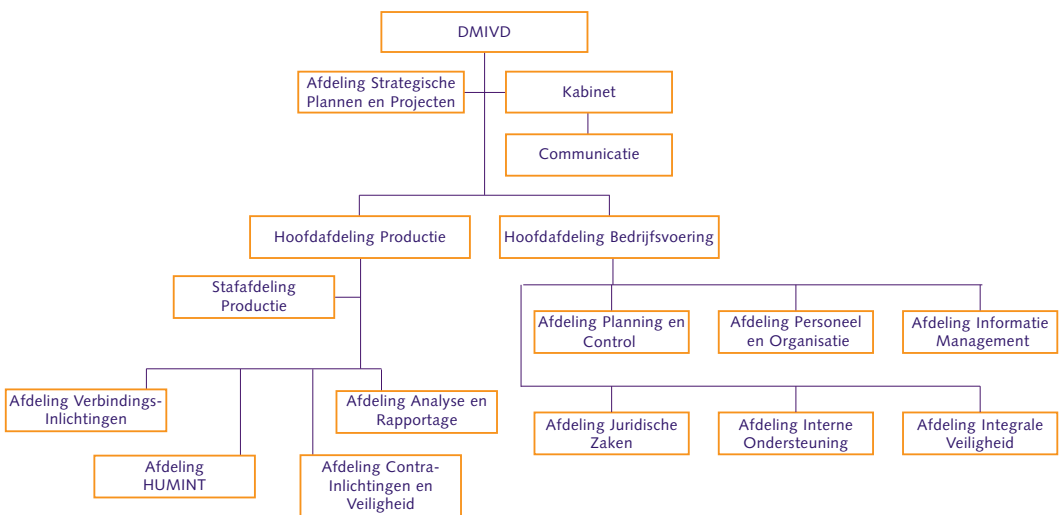 DMIVD
Afdeling Strategische
Plannen en Projecten
Kabinet
Communicatie
Hoofdafdeling Productie
Hoofdafdeling Bedrijfsvoering
Stafafdeling
Productie
Afdeling Planning en
Control
Afdeling Personeel
en Organisatie
Afdeling Informatie
Management
Afdeling Verbindings-
Inlichtingen
Afdeling Analyse en
Rapportage
Afdeling Juridische
Zaken
Afdeling Interne
Ondersteuning
Afdeling Integrale
Veiligheid
Afdeling
HUMINT
Afdeling Contra-
Inlichtingen en
Veiligheid